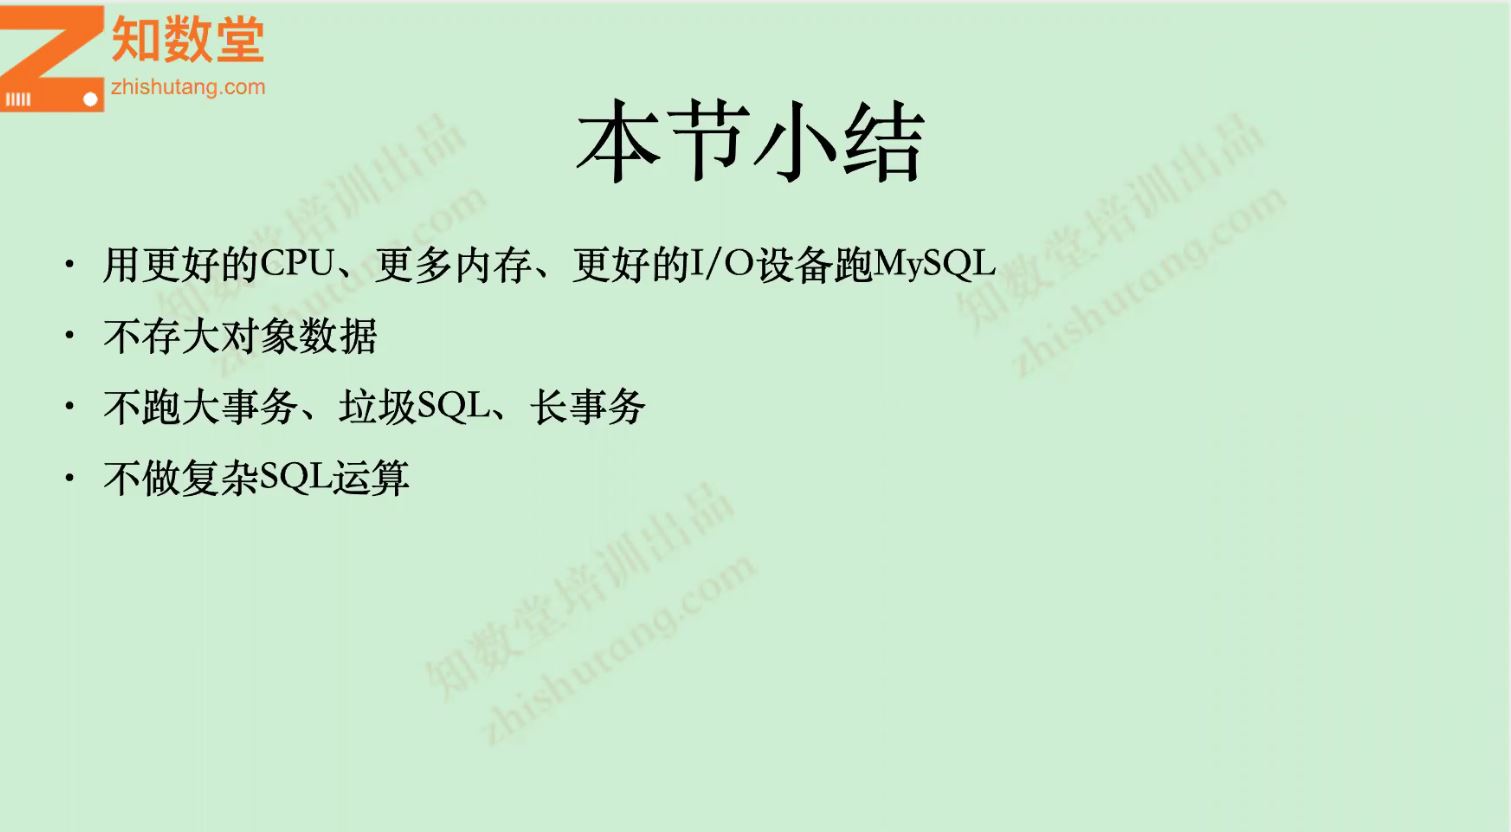 知数堂
zhishutang.com
本节小结
• 用更好的CPU、更多内存、更好的I/O设备跑MySQL
• 不存大对象数据
• 不跑大事务、垃圾SQL、长事务
• 不做复杂SQL运算
知数堂培训出品
zhishutang.com
知数堂培训出品
zhishutang.com
知数堂培训出品
zhishutang.com